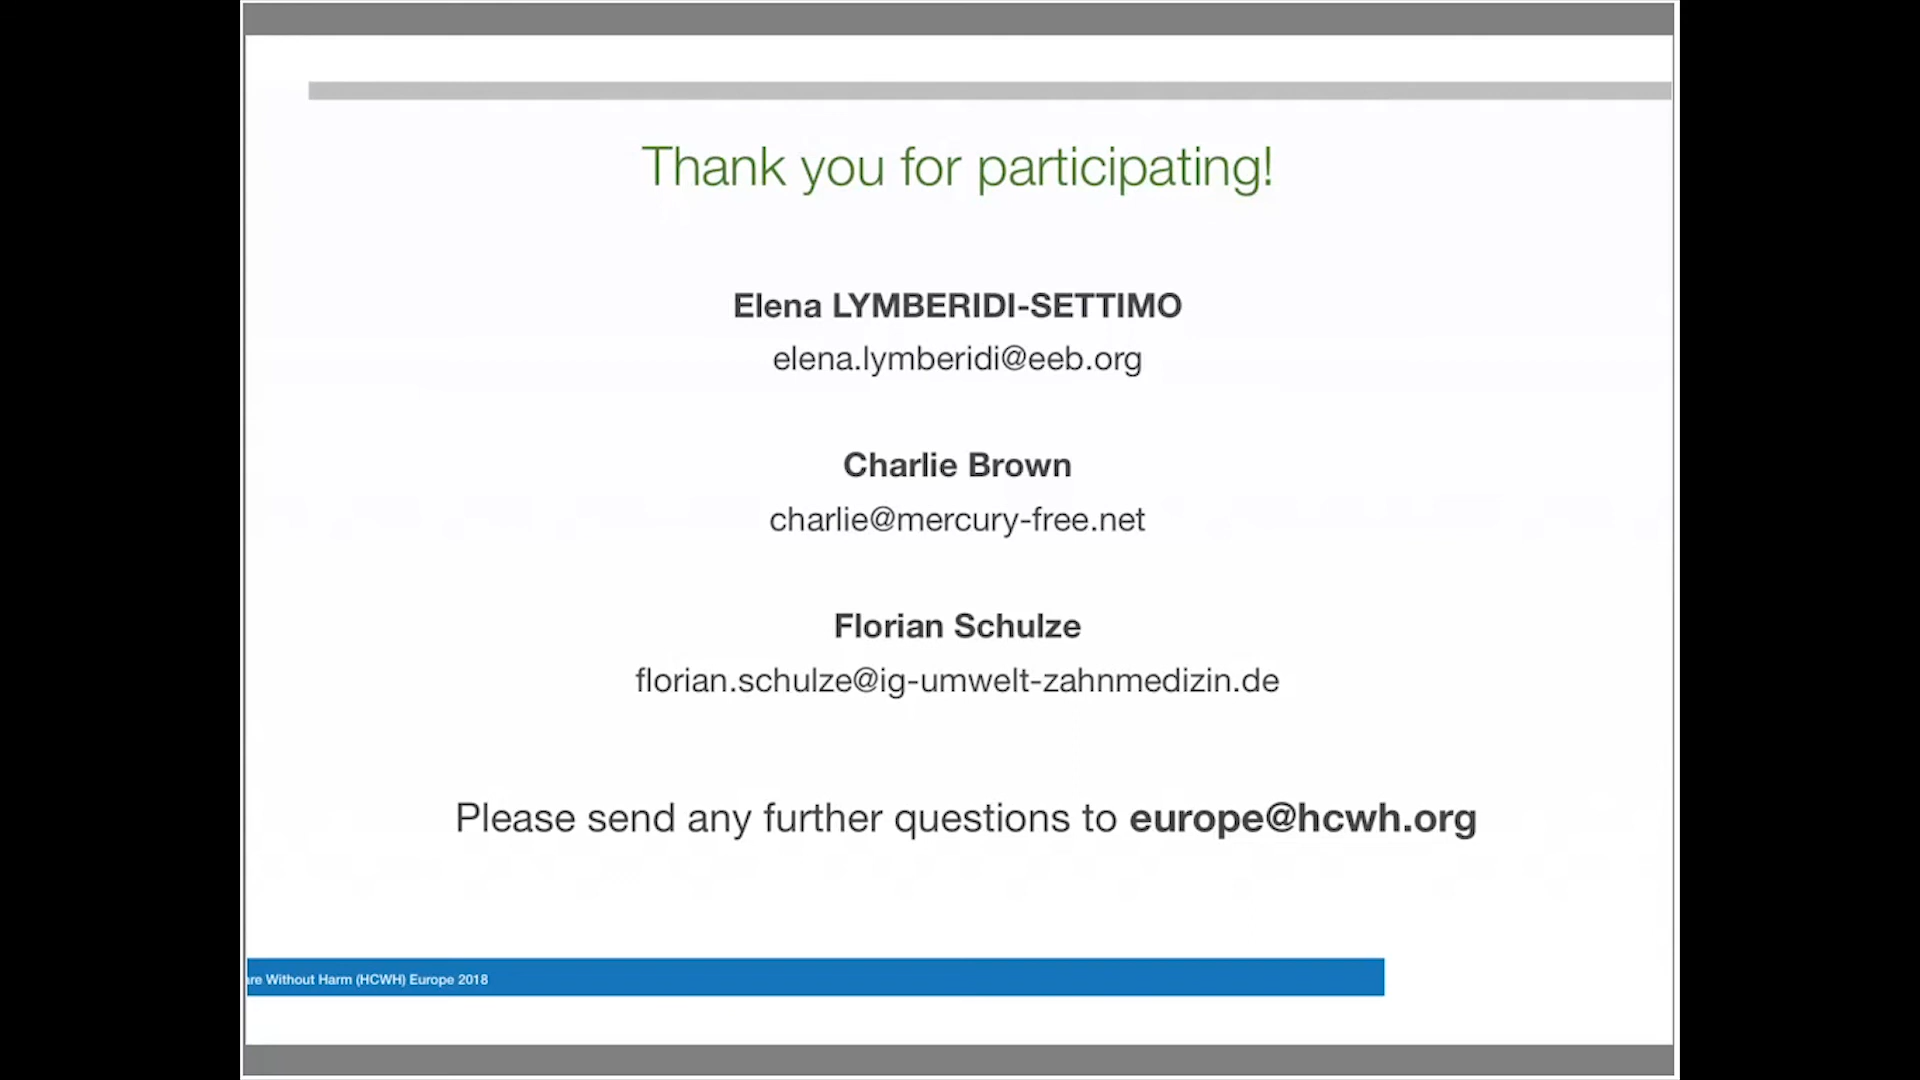 Thank you for participating!
Elena LYMBERIDI-SETTIMO
elena.lymberidi@eeb.org
Charlie Brown
charlie@mercury-free.net
Florian Schulze
florian.schulze@ig-umwelt-zahnmedizin.de
Please send any further questions to europe@hcwh.org
Without Harm (HCWH) Europe 2018